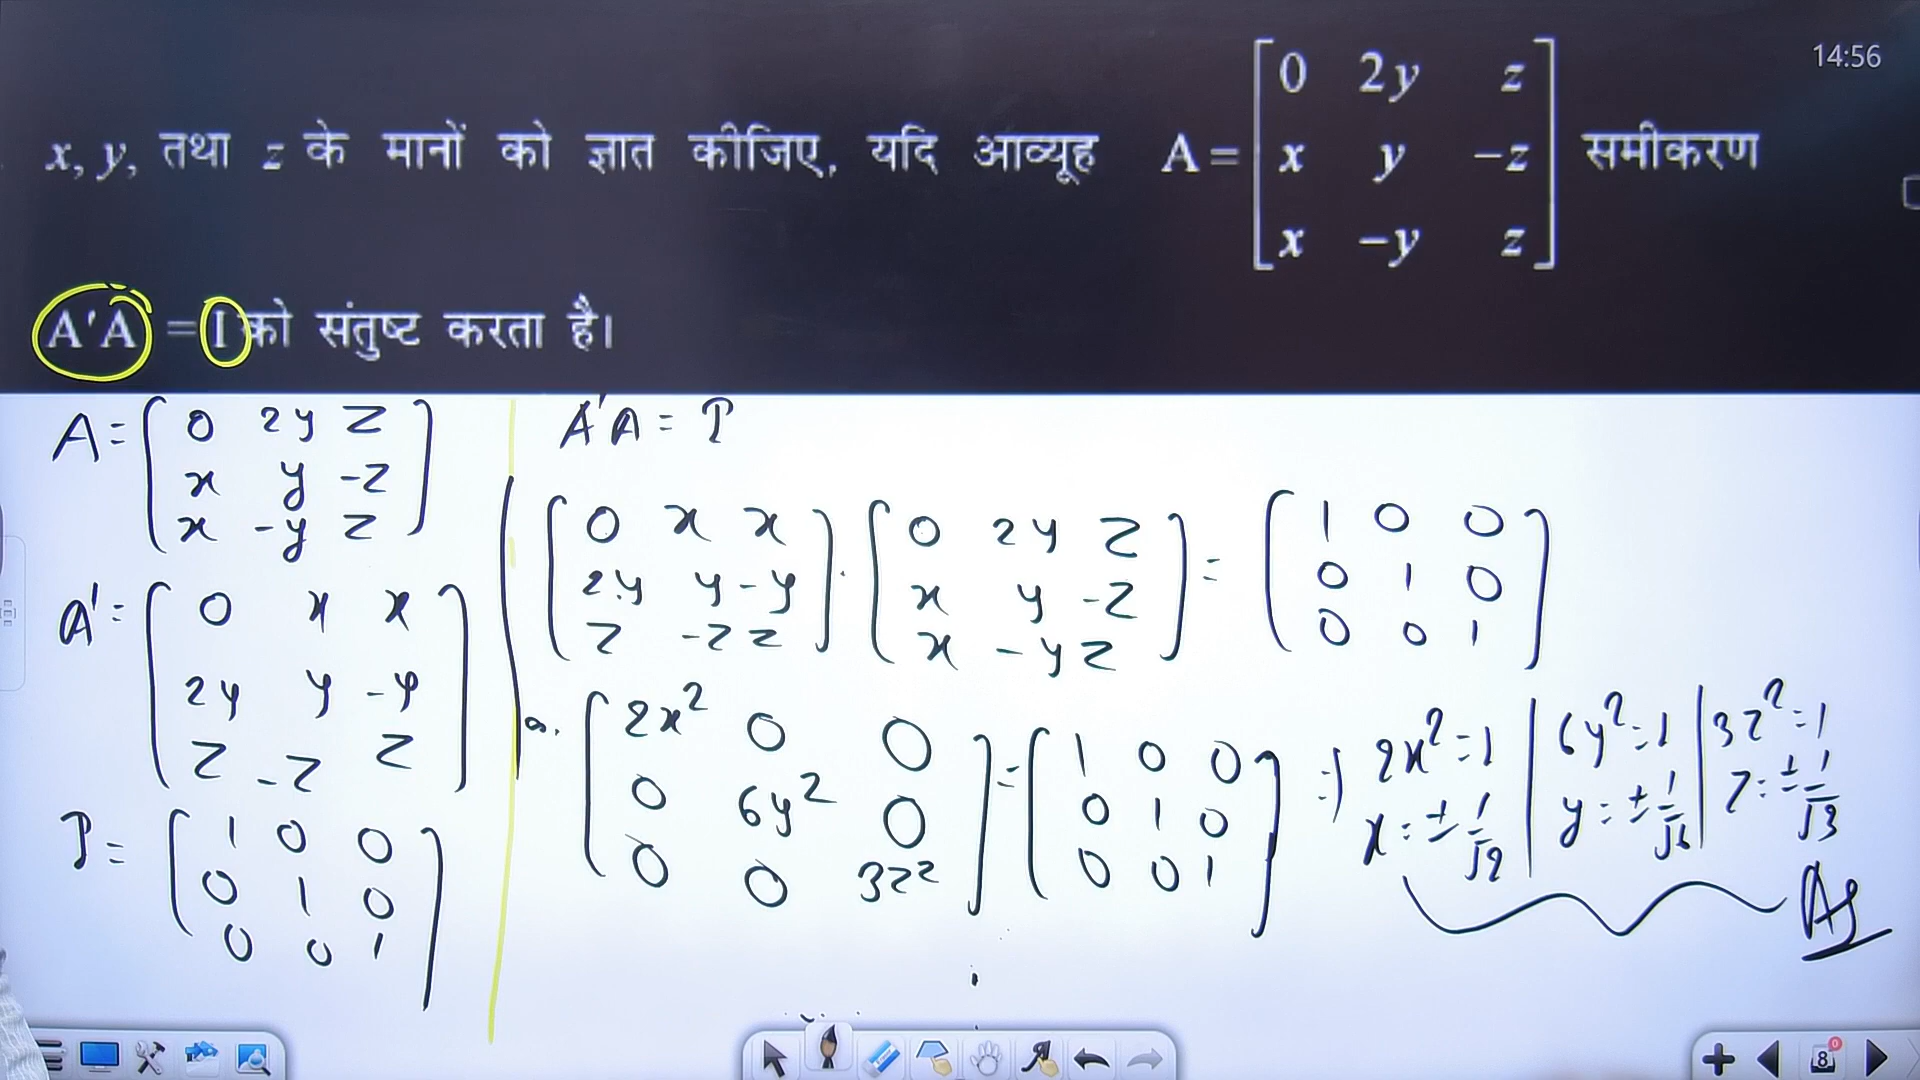 14:56
x, y, तथा z के मानों को ज्ञात कीजिए, यदि आव्यूह A = [0 2y z
x y -z
x -y z] समीकरण
A'A = I को संतुष्ट करता है।
A = [0 2y z
x y -z
x -y z]
A' = [0 x x
2y y -y
z -z z]
I = [1 0 0
0 1 0
0 0 1]
A'A = I
[0 x x
2y y -y
z -z z] . [0 2y z
x y -z
x -y z] = [1 0 0
0 1 0
0 0 1]
[2x² 0 0
0 6y² 0
0 0 3z²] = [1 0 0
0 1 0
0 0 1]
⇒ 2x² = 1 | 6y² = 1 | 3z² = 1
x = ± 1/√2 | y = ± 1/√6 | z = ± 1/√3
8
0